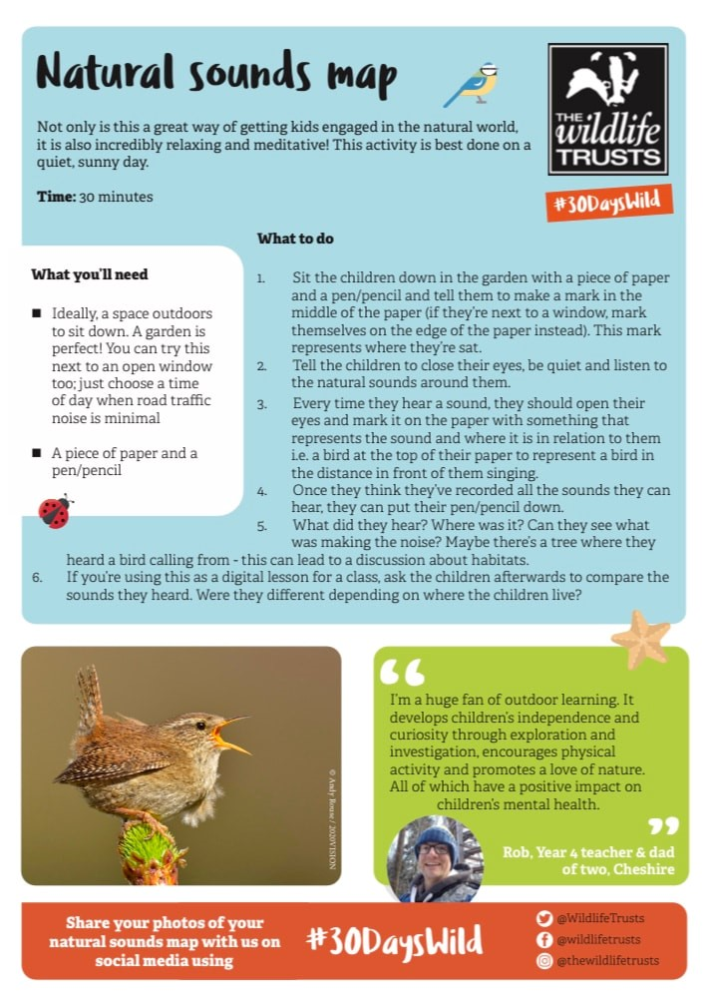 Natural sounds map
Not only is this a great way of getting kids engaged in the natural world,
it is also incredibly relaxing and meditative! This activity is best done on a
quiet, sunny day.
Time: 30 minutes
THE
wildlife
TRUSTS
#30DaysWild
What you'll need
■ Ideally, a space outdoors
to sit down. A garden is
perfect! You can try this
next to an open window
too; just choose a time
of day when road traffic
noise is minimal
■ A piece of paper and a
pen/pencil
What to do
1. Sit the children down in the garden with a piece of paper
and a pen/pencil and tell them to make a mark in the
middle of the paper (if they're next to a window, mark
themselves on the edge of the paper instead). This mark
represents where they're sat.
2. Tell the children to close their eyes, be quiet and listen to
the natural sounds around them.
3. Every time they hear a sound, they should open their
eyes and mark it on the paper with something that
represents the sound and where it is in relation to them
i.e. a bird at the top of their paper to represent a bird in
the distance in front of them singing.
4. Once they think they've recorded all the sounds they can
hear, they can put their pen/pencil down.
5. What did they hear? Where was it? Can they see what
was making the noise? Maybe there's a tree where they
heard a bird calling from - this can lead to a discussion about habitats.
6. If you're using this as a digital lesson for a class, ask the children afterwards to compare the
sounds they heard. Were they different depending on where the children live?
© Andy Rouse / 2020VISION
“
I'm a huge fan of outdoor learning. It
develops children's independence and
curiosity through exploration and
investigation, encourages physical
activity and promotes a love of nature.
All of which have a positive impact on
children's mental health.
”
Rob, Year 4 teacher & dad
of two, Cheshire
Share your photos of your
natural sounds map with us on
social media using
#30DaysWild
@WildlifeTrusts
@wildlifetrusts
@thewildlifetrusts